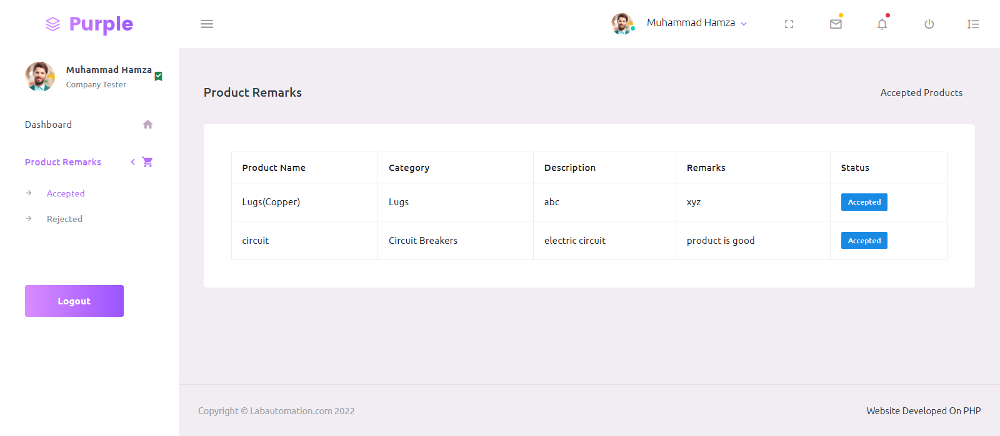 Purple
Muhammad Hamza
Muhammad Hamza
Company Tester
Dashboard
Product Remarks
Accepted
Rejected
Logout
Product Remarks
Accepted Products
Product Name Category Description Remarks Status
Lugs(Copper) Lugs abc xyz Accepted
circuit Circuit Breakers electric circuit product is good Accepted
Copyright © Labautomation.com 2022
Website Developed On PHP